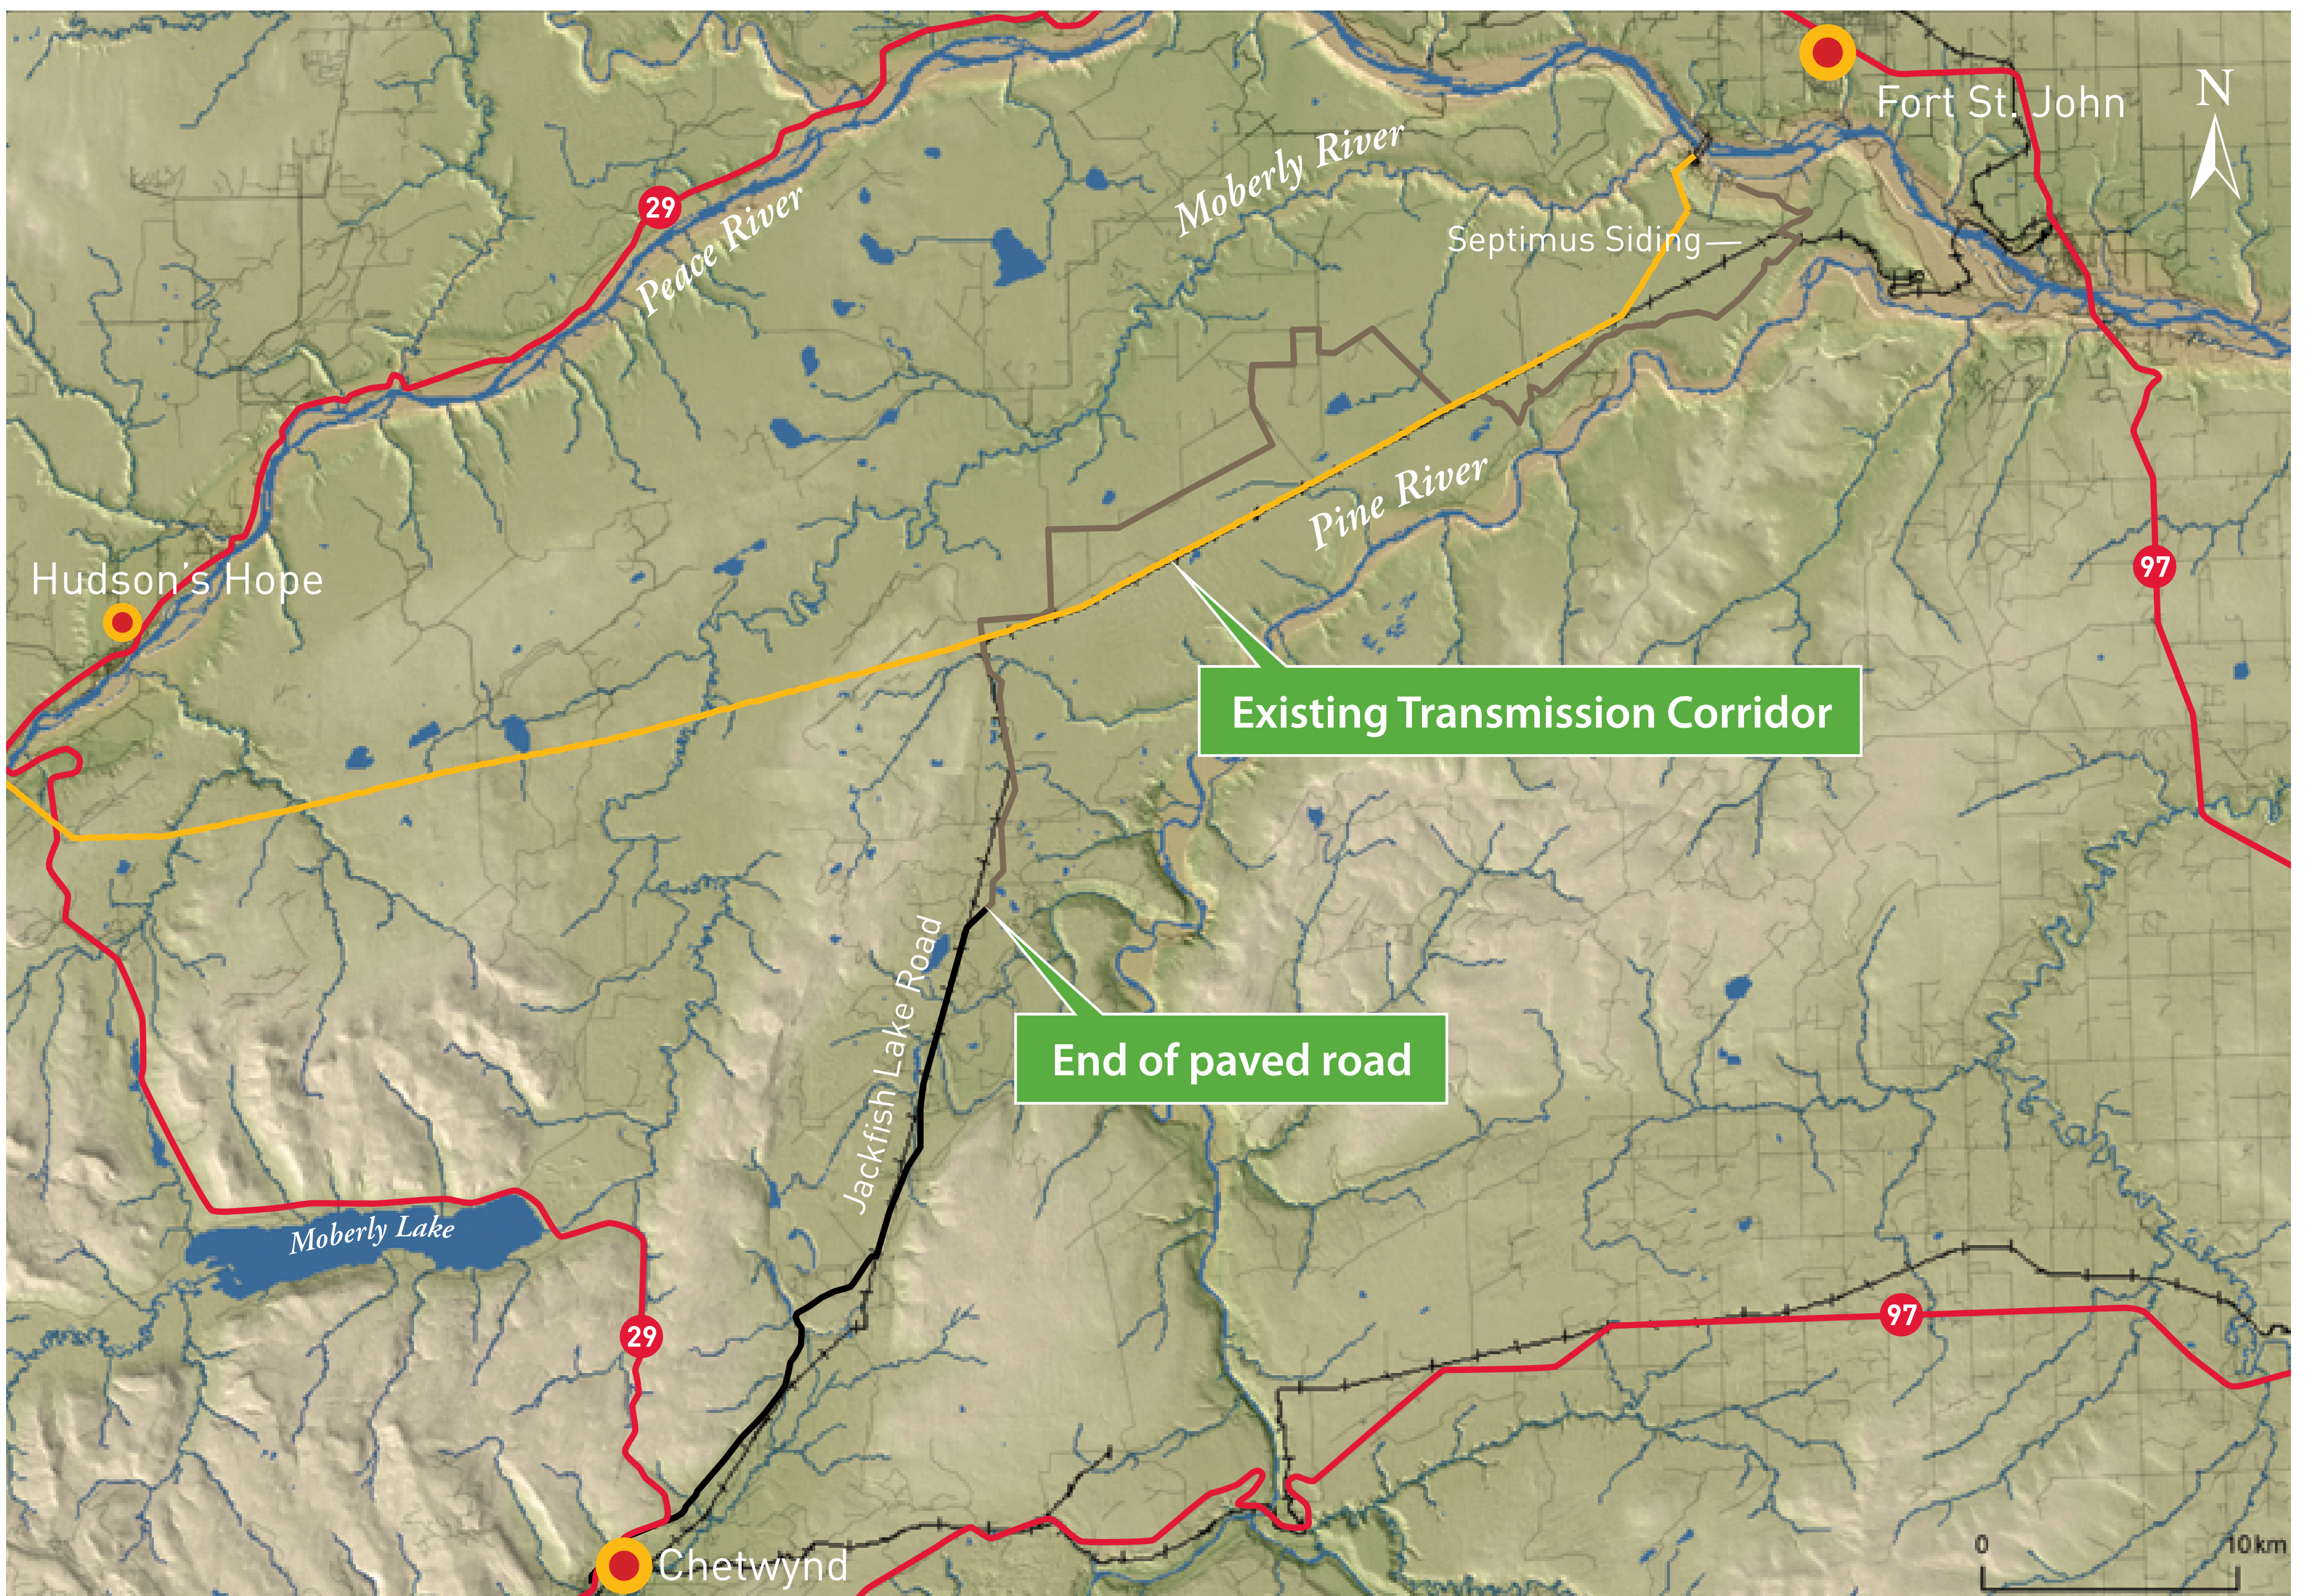 N
Fort St. John
Moberly River
29
Peace River
Septimus Siding
Pine River
Hudson's Hope
97
Existing Transmission Corridor
Jackfish Lake Road
End of paved road
Moberly Lake
29
97
Chetwynd
0 10 km